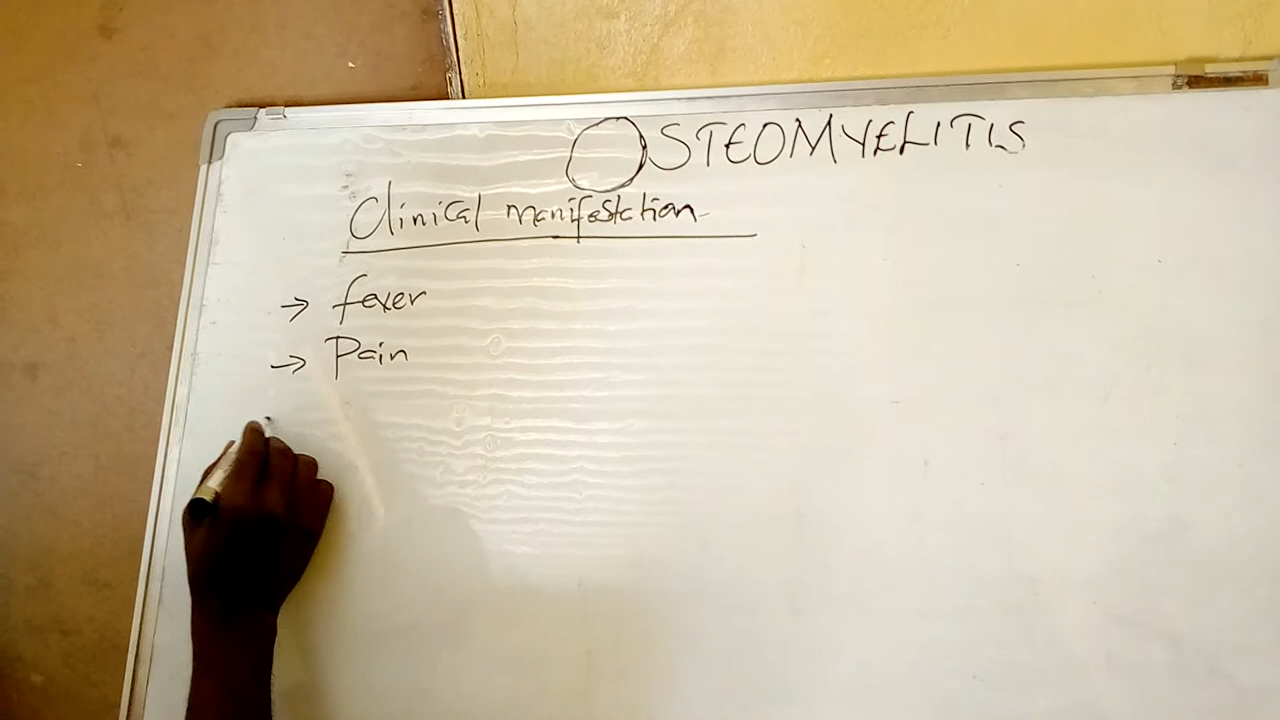 OSTEOMYELITIS
Clinical manifestation
→ fever
→ Pain